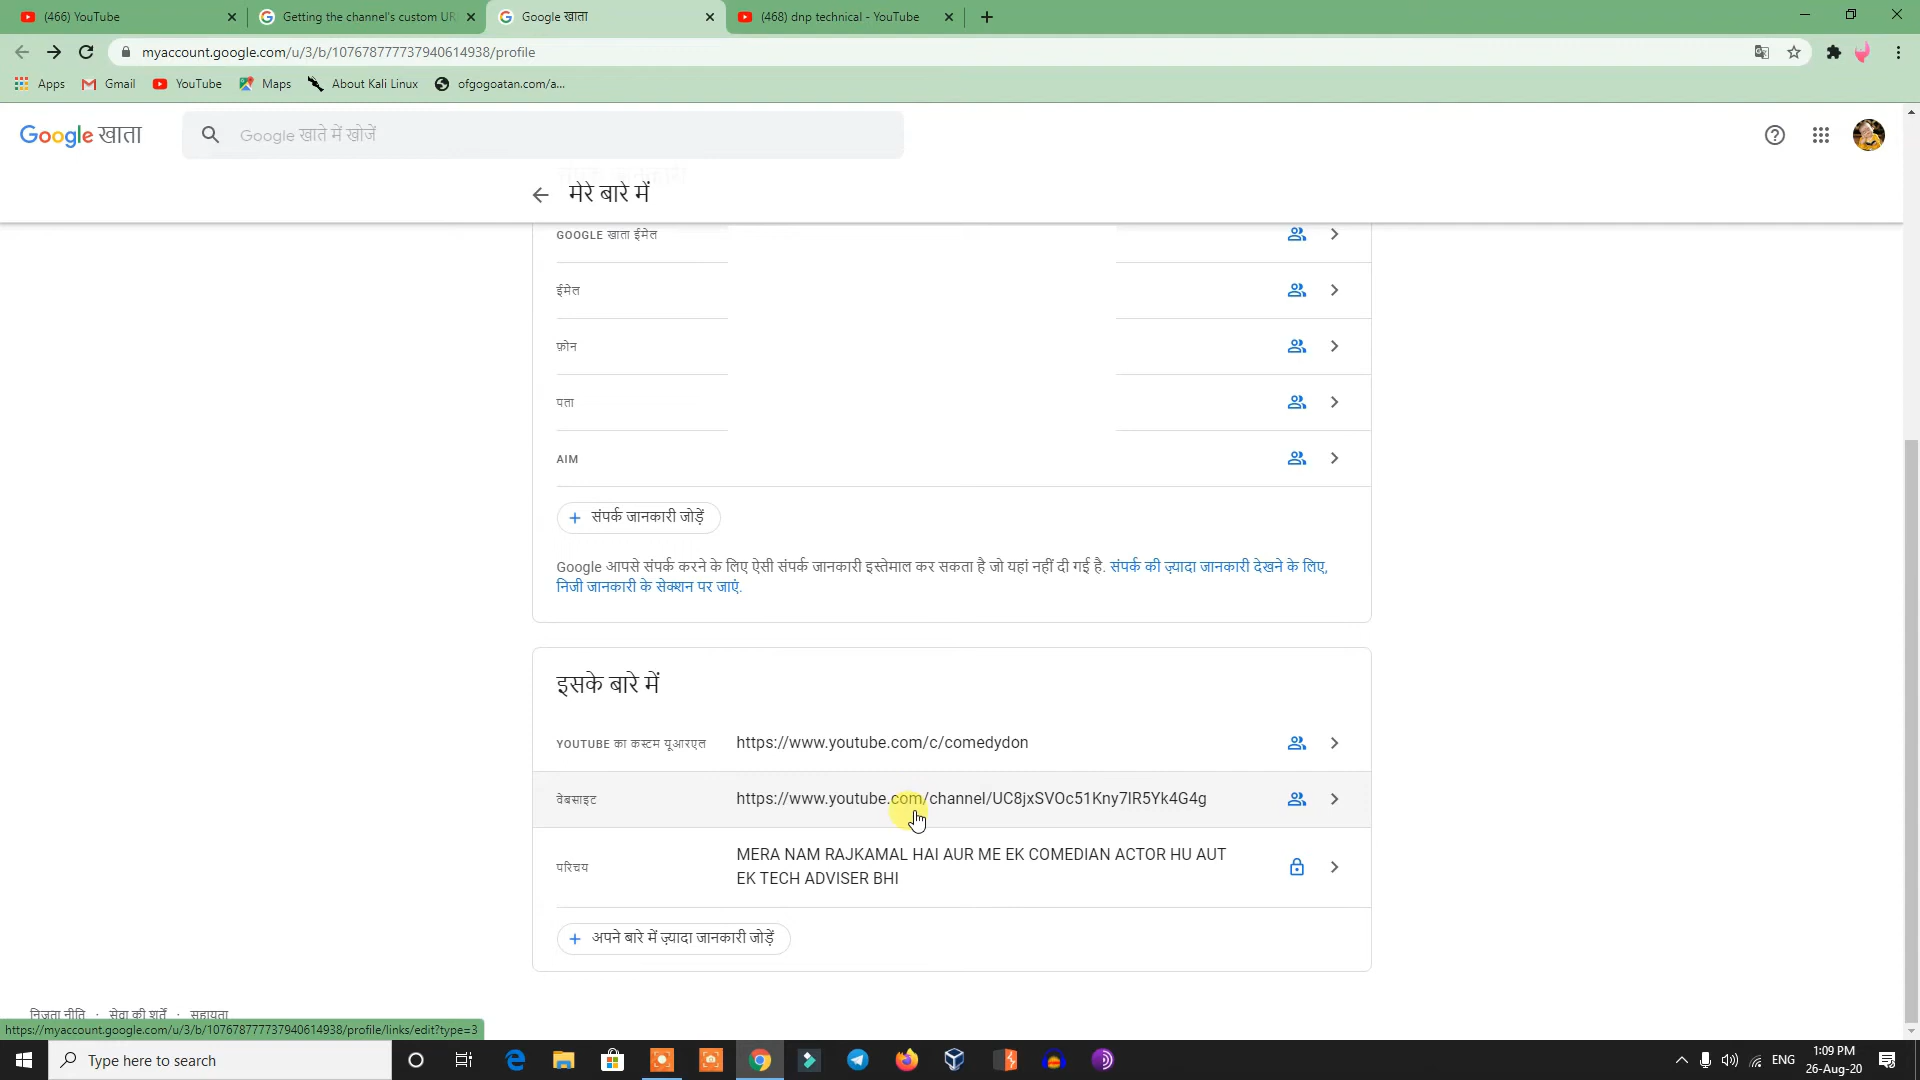 (466) YouTube
Getting the channel's custom UR
Google खाता
(468) dnp technical - YouTube
myaccount.google.com/u/3/b/107678777737940614938/profile
Apps
Gmail
YouTube
Maps
About Kali Linux
ofgogoatan.com/a...
Google खाता
Google खाते में खोजें
मेरे बारे में
GOOGLE खाता ईमेल
ईमेल
फ़ोन
पता
AIM
+ संपर्क जानकारी जोड़ें
Google आपसे संपर्क करने के लिए ऐसी संपर्क जानकारी इस्तेमाल कर सकता है जो यहां नहीं दी गई है. संपर्क की ज़्यादा जानकारी देखने के लिए,
निजी जानकारी के सेक्शन पर जाएं.
इसके बारे में
YOUTUBE का कस्टम यूआरएल https://www.youtube.com/c/comedydon
वेबसाइट https://www.youtube.com/channel/UC8jxSVOc51Kny7lR5Yk4G4g
परिचय MERA NAM RAJKAMAL HAI AUR ME EK COMEDIAN ACTOR HU AUT
EK TECH ADVISER BHI
+ अपने बारे में ज़्यादा जानकारी जोड़ें
निजता नीति · सेवा की शर्तें · सहायता
https://myaccount.google.com/u/3/b/107678777737940614938/profile/links/edit?type=3
Type here to search
ENG
1:09 PM
26-Aug-20